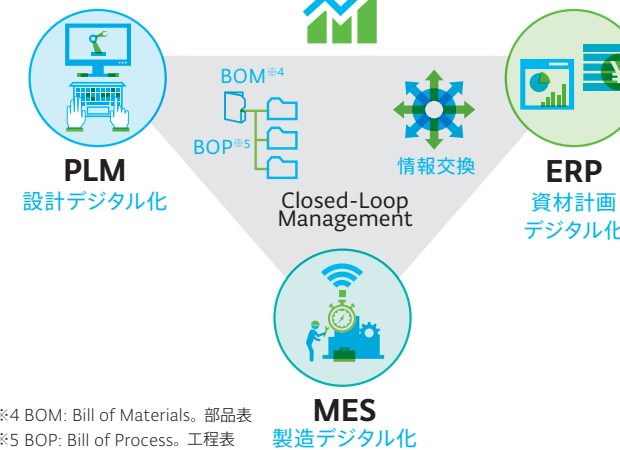 BOM※4
BOP※5
情報交換
Closed-Loop
Management
PLM
設計デジタル化
ERP
資材計画
デジタル化
MES
製造デジタル化
※4 BOM: Bill of Materials。部品表
※5 BOP: Bill of Process。工程表